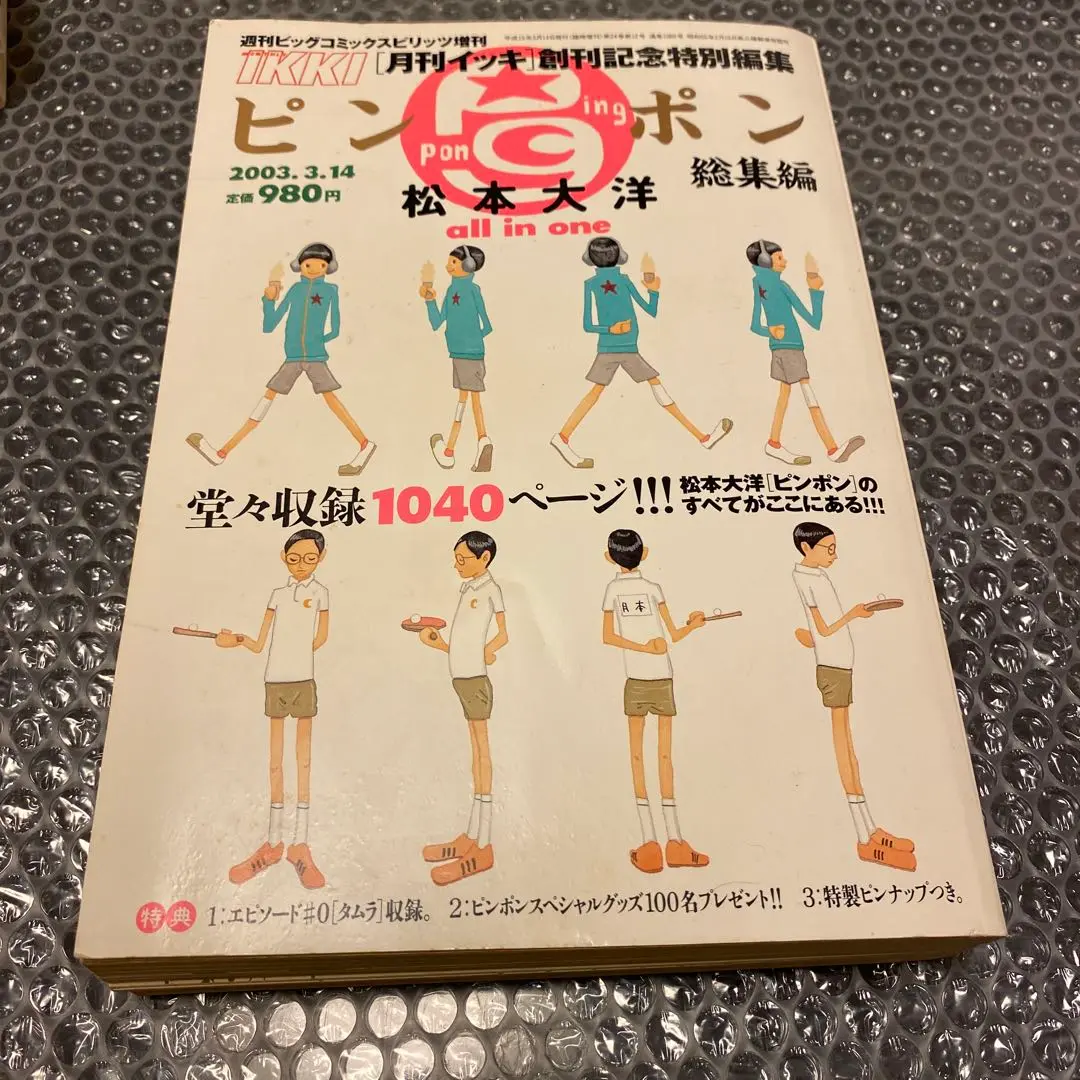 週刊ビッグコミックスピリッツ増刊
IKKI [月刊イッキ]創刊記念特別編集
ピンポン
ping
pong
2003.3.14
定価980円
総集編
松本大洋
all in one
堂々収録1040ページ!!!
松本大洋[ピンポン]の
すべてがここにある!!!
月本
特典 1:エピソード#0[タムラ]収録。 2:ピンポンスペシャルグッズ100名プレゼント!! 3:特製ピンナップつき。